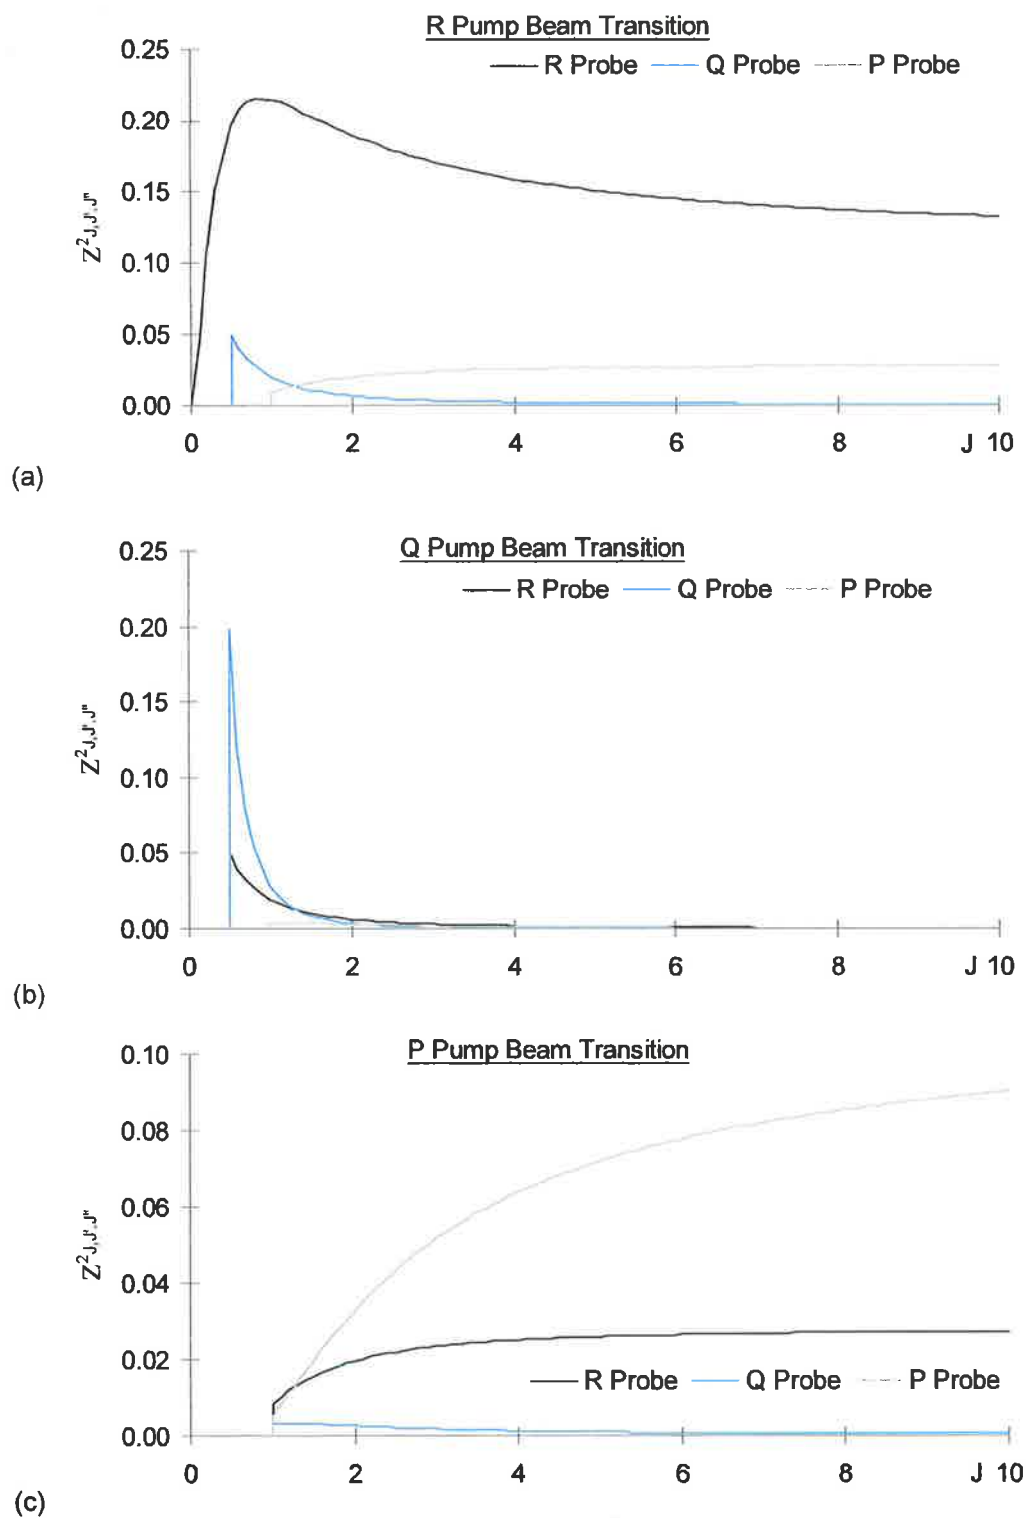 R Pump Beam Transition
R Probe Q Probe P Probe
0.25
0.20
0.15
0.10
0.05
0.00
Z²J,J',J"
0 2 4 6 8 J 10
(a)
Q Pump Beam Transition
R Probe Q Probe P Probe
0.25
0.20
0.15
0.10
0.05
0.00
Z²J,J',J"
0 2 4 6 8 J 10
(b)
P Pump Beam Transition
0.10
0.08
0.06
0.04
0.02
0.00
Z²J,J',J"
R Probe Q Probe P Probe
0 2 4 6 8 J 10
(c)